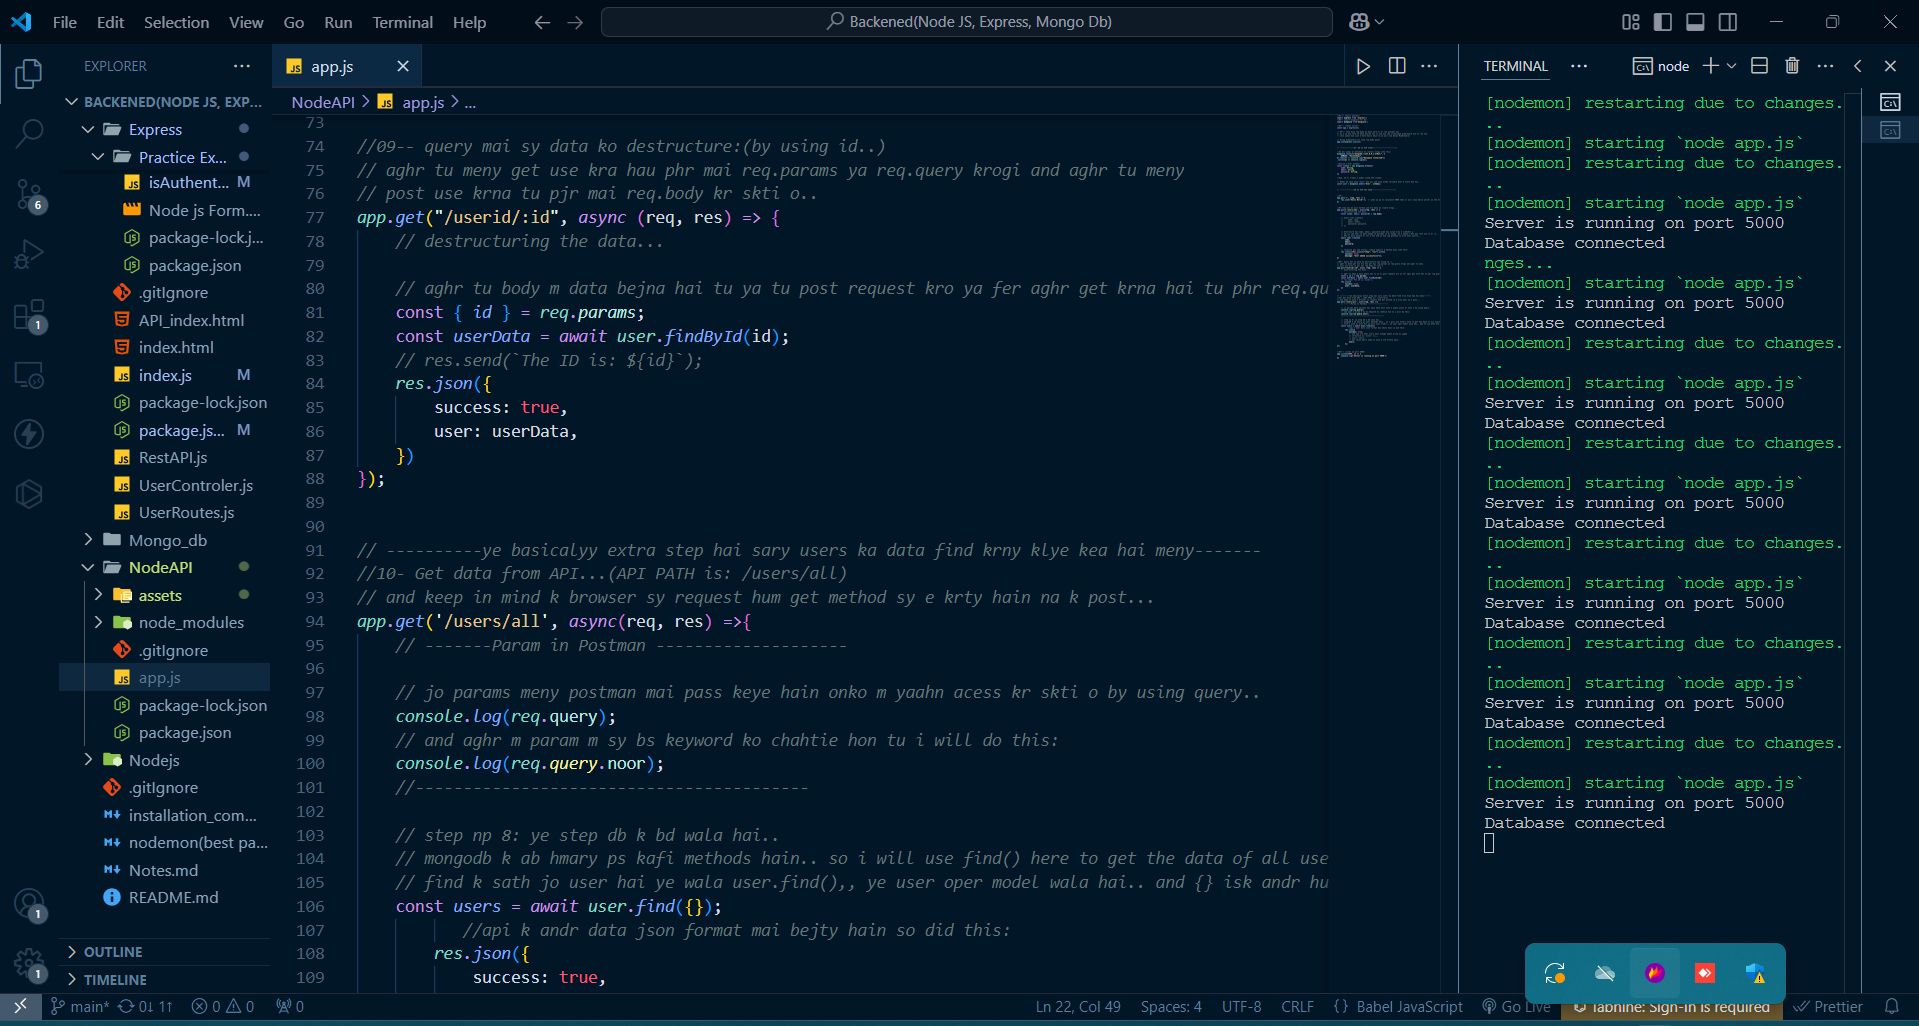 File Edit Selection View Go Run Terminal Help
Backened(Node JS, Express, Mongo Db)
EXPLORER
BACKENED(NODE JS, EXP...
Express
Practice Ex...
isAuthent... M
Node js Form....
package-lock.j...
package.json
.gitIgnore
API_index.html
index.html
index.js M
package-lock.json
package.js... M
RestAPI.js
UserControler.js
UserRoutes.js
Mongo_db
NodeAPI
assets
node_modules
.gitIgnore
app.js
package-lock.json
package.json
Nodejs
.gitIgnore
installation_com...
nodemon(best pa...
Notes.md
README.md
OUTLINE
TIMELINE
6
1
1
1
app.js
NodeAPI > app.js > ...
73
74 //09-- query mai sy data ko destructure:(by using id..)
75 // aghr tu meny get use kra hau phr mai req.params ya req.query krogi and aghr tu meny
76 // post use krna tu pjr mai req.body kr skti o..
77 app.get("/userid/:id", async (req, res) => {
78 // destructuring the data...
79
80 // aghr tu body m data bejna hai tu ya tu post request kro ya fer aghr get krna hai tu phr req.qu
81 const { id } = req.params;
82 const userData = await user.findById(id);
83 // res.send(`The ID is: ${id}`);
84 res.json({
85 success: true,
86 user: userData,
87 })
88 });
89
90
91 // ----------ye basicalyy extra step hai sary users ka data find krny klye kea hai meny-------
92 //10- Get data from API...(API PATH is: /users/all)
93 // and keep in mind k browser sy request hum get method sy e krty hain na k post...
94 app.get('/users/all', async(req, res) =>{
95 // -------Param in Postman --------------------
96
97 // jo params meny postman mai pass keye hain onko m yaahn acess kr skti o by using query..
98 console.log(req.query);
99 // and aghr m param m sy bs keyword ko chahtie hon tu i will do this:
100 console.log(req.query.noor);
101 //-----------------------------------------
102
103 // step np 8: ye step db k bd wala hai..
104 // mongodb k ab hmary ps kafi methods hain.. so i will use find() here to get the data of all use
105 // find k sath jo user hai ye wala user.find(),, ye user oper model wala hai.. and {} isk andr hu
106 const users = await user.find({});
107 //api k andr data json format mai bejty hain so did this:
108 res.json({
109 success: true,
TERMINAL
node
[nodemon] restarting due to changes.
..
[nodemon] starting `node app.js`
[nodemon] restarting due to changes.
..
[nodemon] starting `node app.js`
Server is running on port 5000
Database connected
nges...
[nodemon] starting `node app.js`
Server is running on port 5000
Database connected
[nodemon] restarting due to changes.
..
[nodemon] starting `node app.js`
Server is running on port 5000
Database connected
[nodemon] restarting due to changes.
..
[nodemon] starting `node app.js`
Server is running on port 5000
Database connected
[nodemon] restarting due to changes.
..
[nodemon] starting `node app.js`
Server is running on port 5000
Database connected
[nodemon] restarting due to changes.
..
[nodemon] starting `node app.js`
Server is running on port 5000
Database connected
[nodemon] restarting due to changes.
..
[nodemon] starting `node app.js`
Server is running on port 5000
Database connected
main* 0↓ 1↑ 0 0 0
Ln 22, Col 49 Spaces: 4 UTF-8 CRLF {} Babel JavaScript Go Live Tabnine: Sign-in is required Prettier